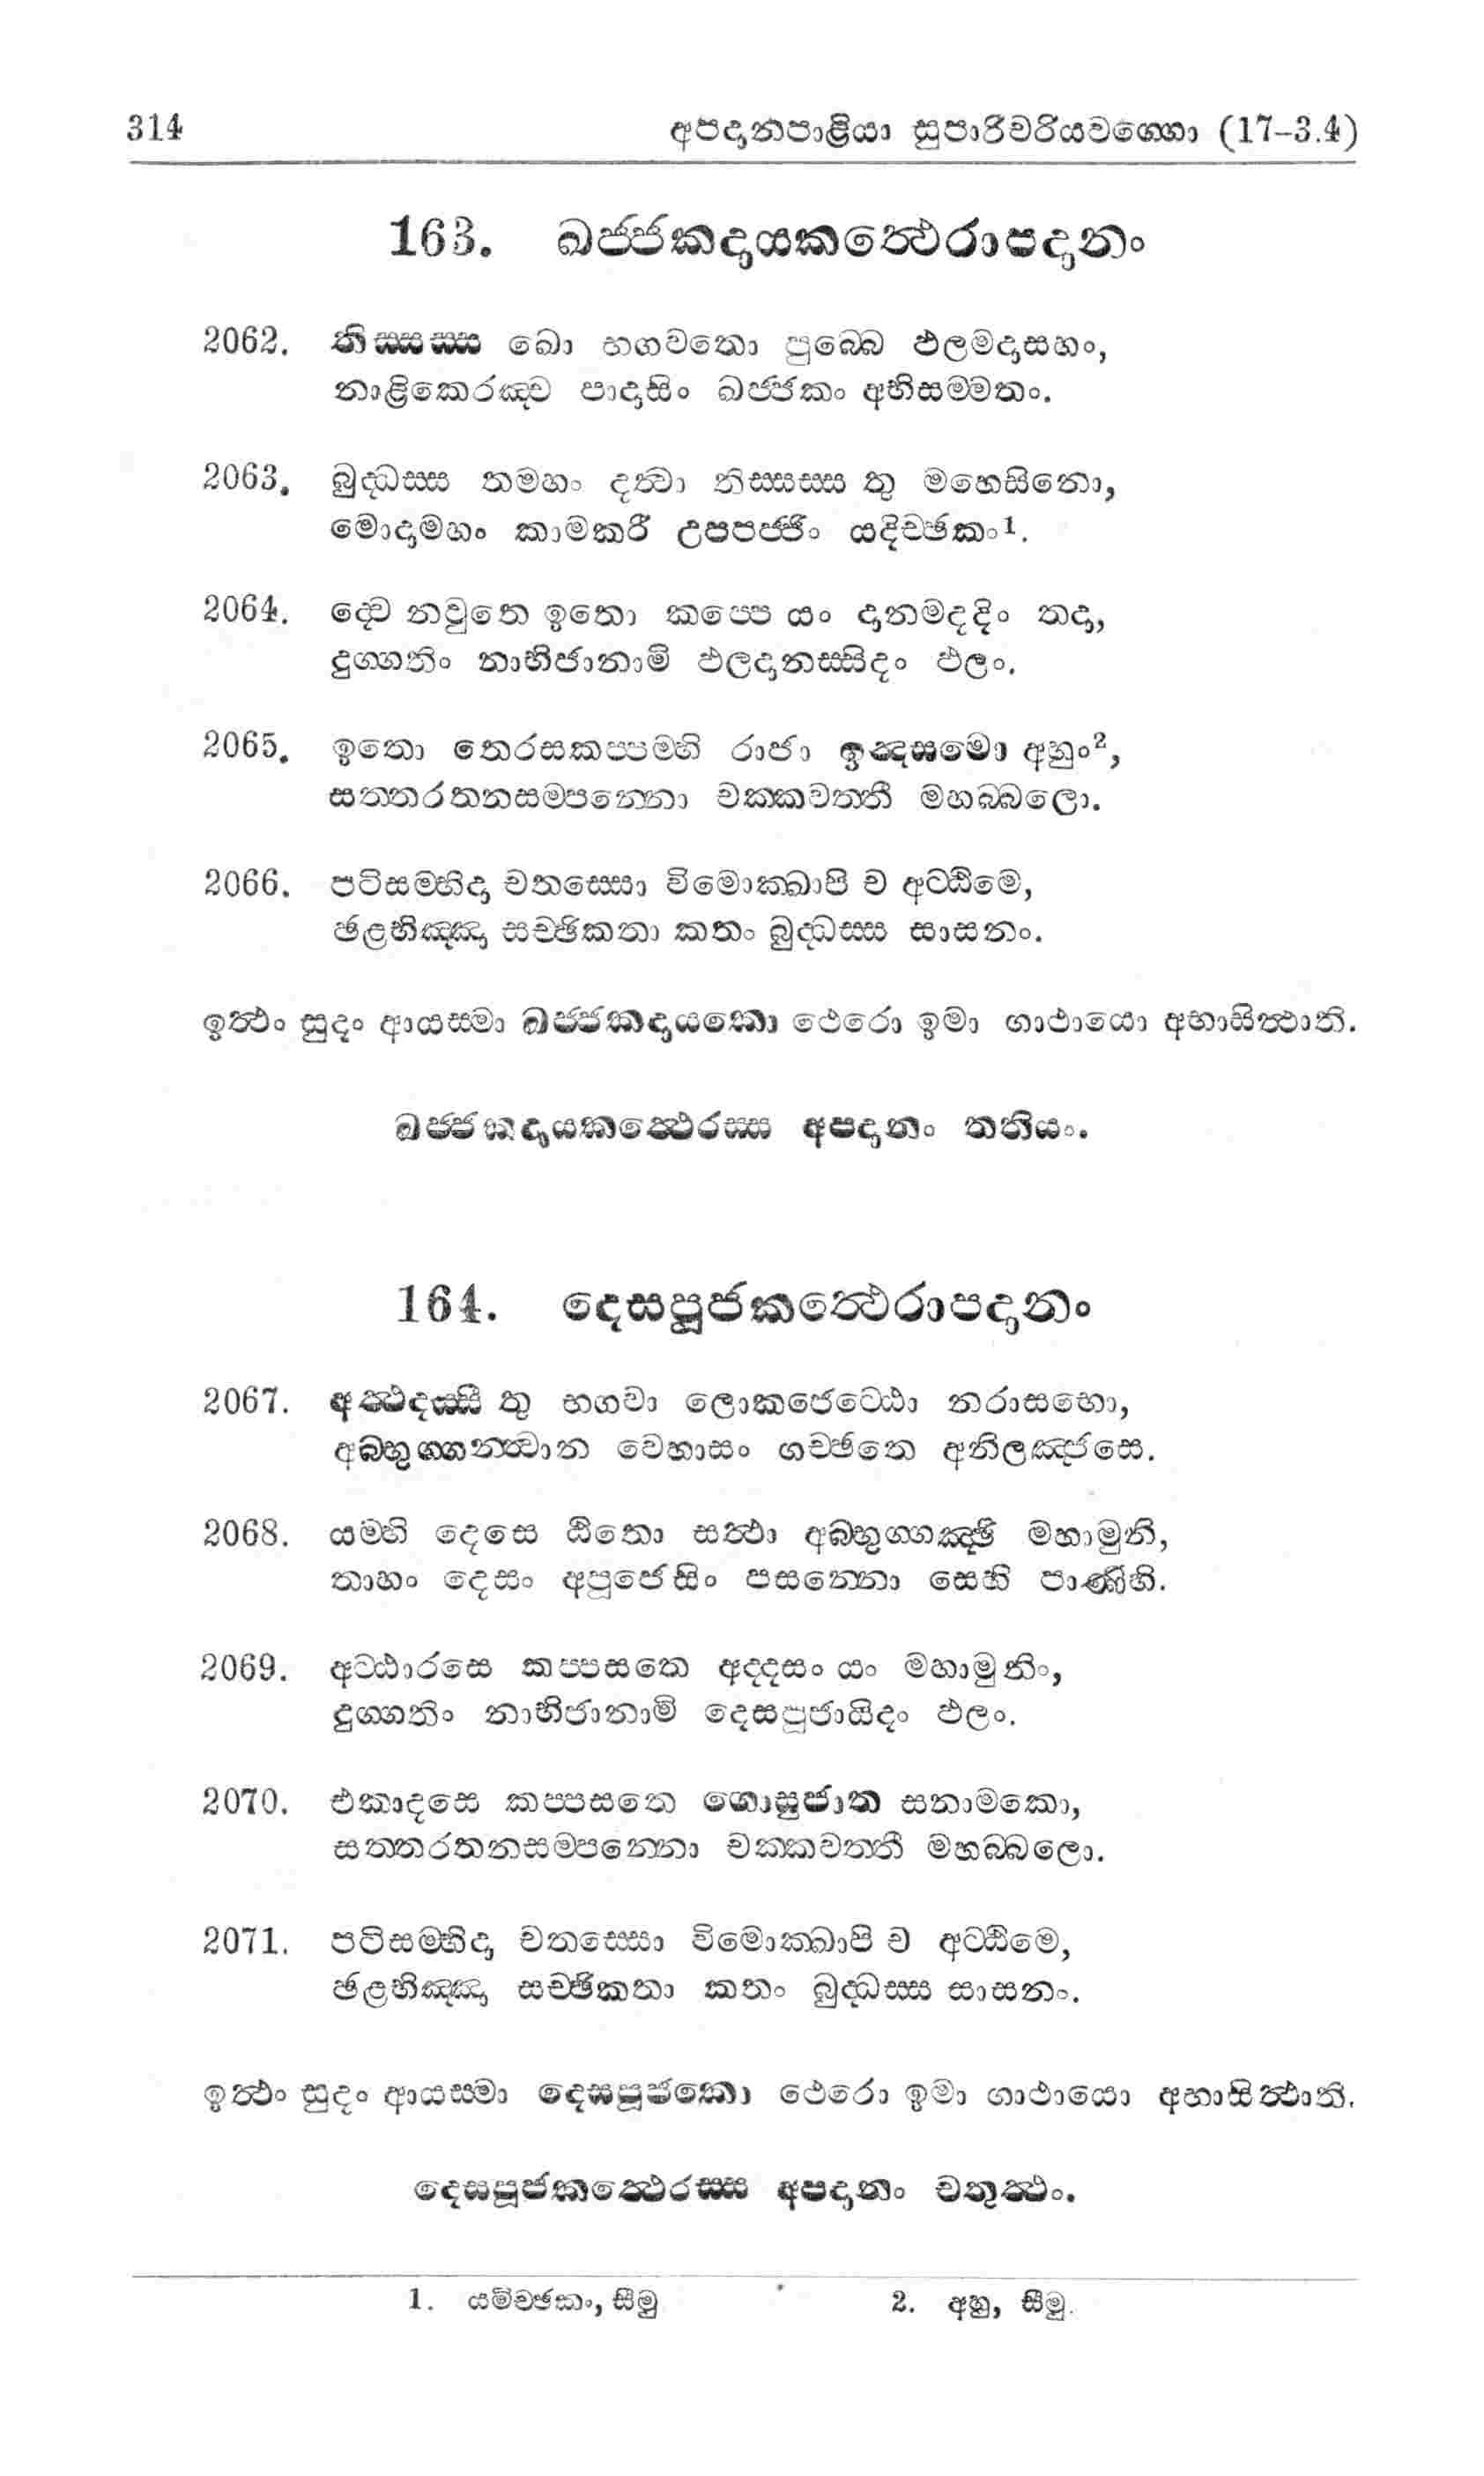 314 අපදානපාළියා සුපාරිචරියවග්ගො (17-3.4)
163. ඛජ්ජකදායකත්ථෙරාපදානං
2062. තිස්සස්ස ඛො භගවතො පුබ්බෙ ඵලමදාසහං,
නාළිකෙරඤ්ච පාදාසිං ඛජ්ජකං අභිසම්මතං.
2063. බුද්ධස්ස තමහං දත්වා තිස්සස්ස තු මහෙසිනො,
මොදාමහං කාමකාරී උපපජ්ජිං යදිච්ඡකං1.
2064. ද්වෙ නවුතෙ ඉතො කප්පෙ යං දානමදදිං තදා,
දුග්ගතිං නාභිජානාමි ඵලදානස්සිදං ඵලං.
2065. ඉතො තෙරසකප්පම්හි රාජා ඉන්දසමො අහුං2,
සත්තරතනසම්පන්නො චක්කවත්තී මහබ්බලො.
2066. පටිසම්භිදා චතස්සො විමොක්ඛාපි ච අට්ඨිමෙ,
ඡළභිඤ්ඤා සච්ඡිකතා කතං බුද්ධස්ස සාසනං.
ඉත්ථං සුදං ආයස්මා ඛජ්ජකදායකො ථෙරො ඉමා ගාථායො අභාසිත්ථාති.
ඛජ්ජකදායකත්ථෙරස්ස අපදානං තතියං.
164. දෙසපූජකත්ථෙරාපදානං
2067. අත්ථදස්සී තු භගවා ලොකජෙට්ඨො නරාසභො,
අබ්භුග්ගන්ත්වාන වෙහාසං ගච්ඡතෙ අනිලඤ්ජසෙ.
2068. යම්හි දෙසෙ ඨිතො සත්ථා අබ්භුග්ගඤ්ඡි මහාමුනි,
තාහං දෙසං අපූජෙසිං පසන්නො සෙහි පාණිහි.
2069. අට්ඨාරසෙ කප්පසතෙ අද්දසං යං මහාමුනිං,
දුග්ගතිං නාභිජානාමි දෙසපූජායිදං ඵලං.
2070. එකාදසෙ කප්පසතෙ ගොසුජාත සනාමකො,
සත්තරතනසම්පන්නො චක්කවත්තී මහබ්බලො.
2071. පටිසම්භිදා චතස්සො විමොක්ඛාපි ච අට්ඨිමෙ,
ඡළභිඤ්ඤා සච්ඡිකතා කතං බුද්ධස්ස සාසනං.
ඉත්ථං සුදං ආයස්මා දෙසපූජකො ථෙරො ඉමා ගාථායො අභාසිත්ථාති.
දෙසපූජකත්ථෙරස්ස අපදානං චතුත්ථං.
1. යමිච්ඡකං, සීමු 2. අහු, සීමු.